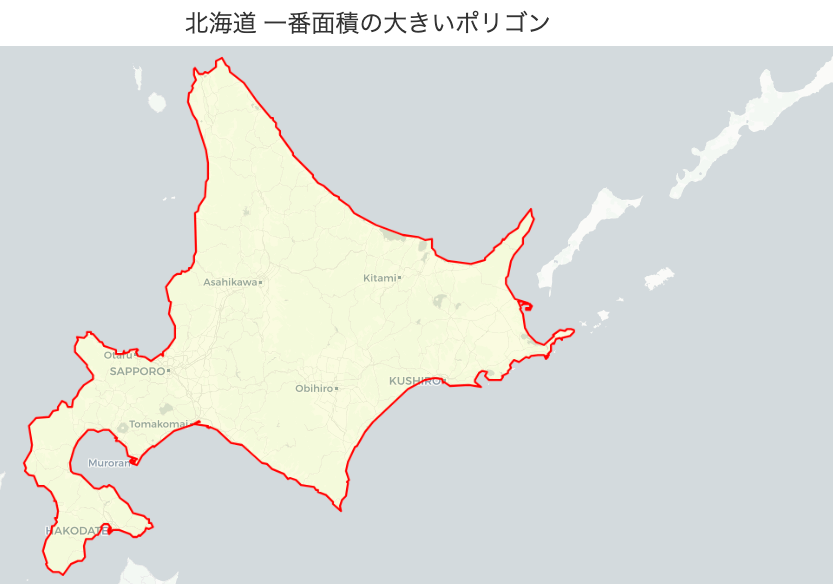 北海道 一番面積の大きいポリゴン
Kitami
Asahikawa
Otaru
SAPPORO
KUSHIRO
Obihiro
Tomakomai
Muroran
HAKODATE